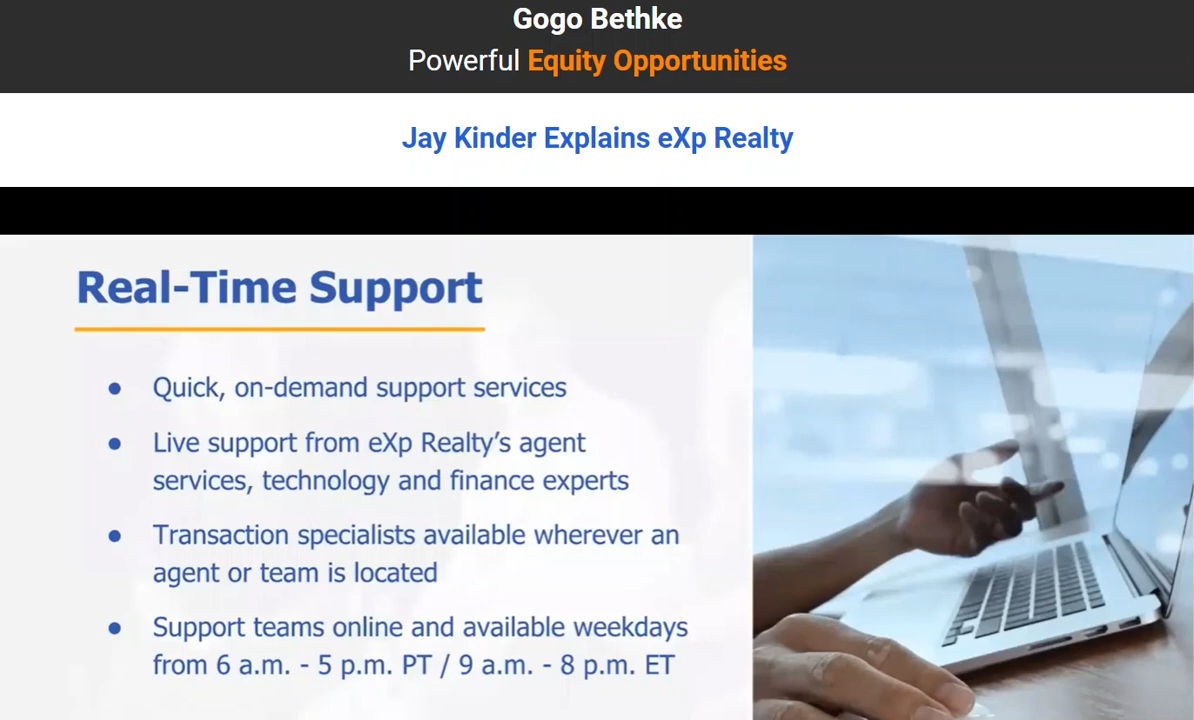 Gogo Bethke
Powerful Equity Opportunities
Jay Kinder Explains eXp Realty
Real-Time Support
● Quick, on-demand support services
● Live support from eXp Realty’s agent
services, technology and finance experts
● Transaction specialists available wherever an
agent or team is located
● Support teams online and available weekdays
from 6 a.m. - 5 p.m. PT / 9 a.m. - 8 p.m. ET